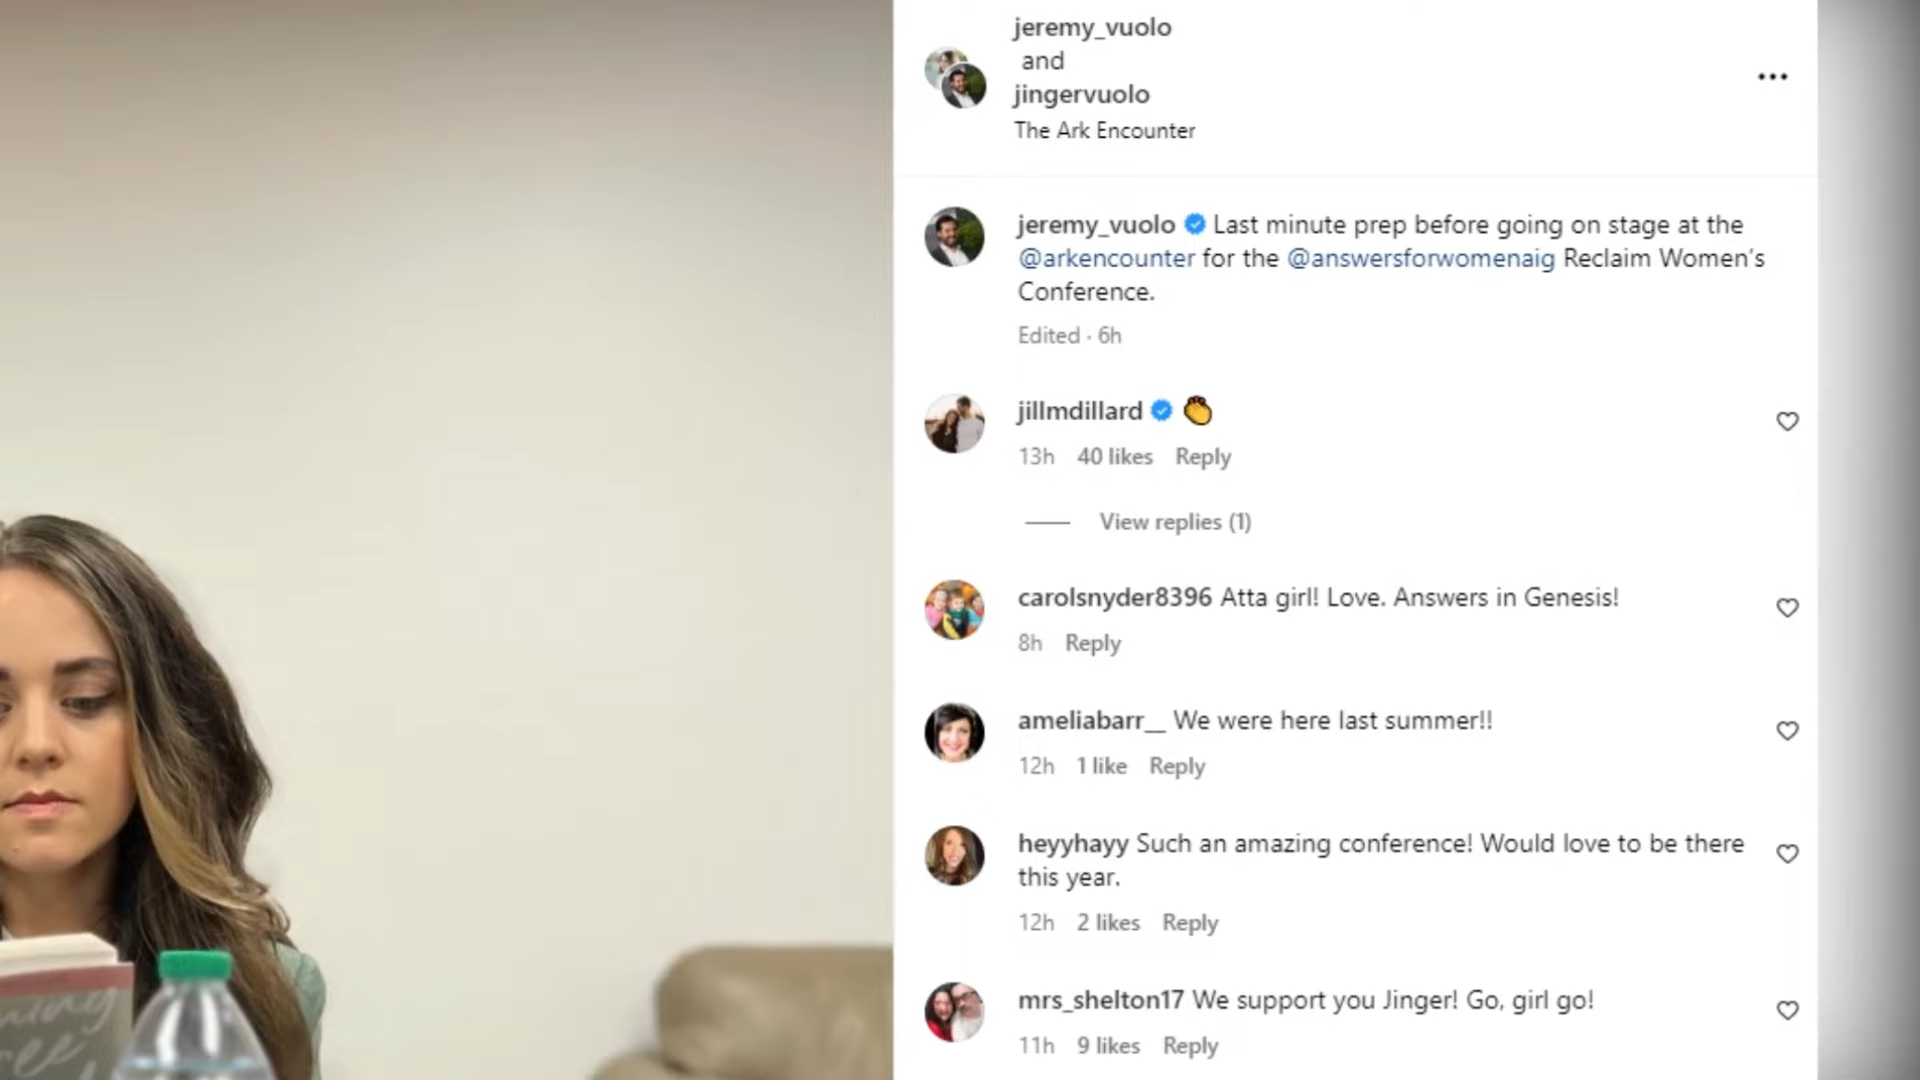 jeremy_vuolo
and
jingervuolo
The Ark Encounter
jeremy_vuolo Last minute prep before going on stage at the
@arkencounter for the @answersforwomenaig Reclaim Women's
Conference.
Edited · 6h
jillmdillard 👏
13h 40 likes Reply
View replies (1)
carolsnyder8396 Atta girl! Love. Answers in Genesis!
8h Reply
ameliabarr__ We were here last summer!!
12h 1 like Reply
heyyhayy Such an amazing conference! Would love to be there
this year.
12h 2 likes Reply
mrs_shelton17 We support you Jinger! Go, girl go!
11h 9 likes Reply